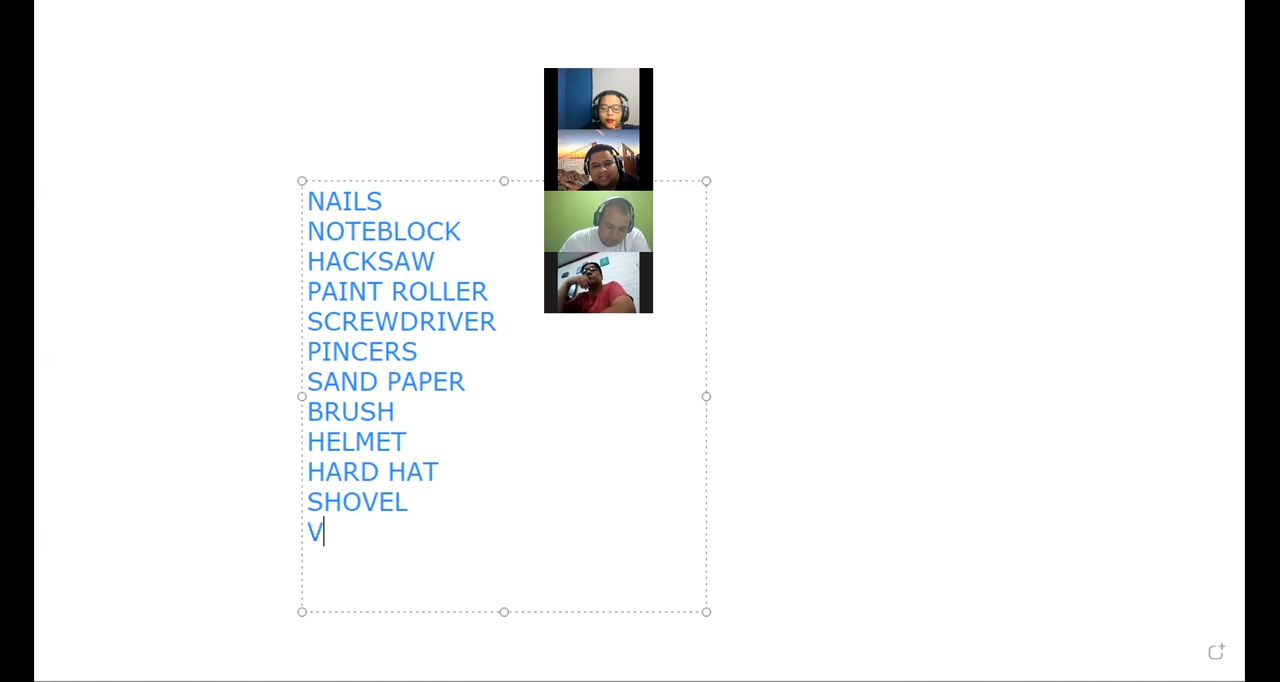 NAILS
NOTEBLOCK
HACKSAW
PAINT ROLLER
SCREWDRIVER
PINCERS
SAND PAPER
BRUSH
HELMET
HARD HAT
SHOVEL
V